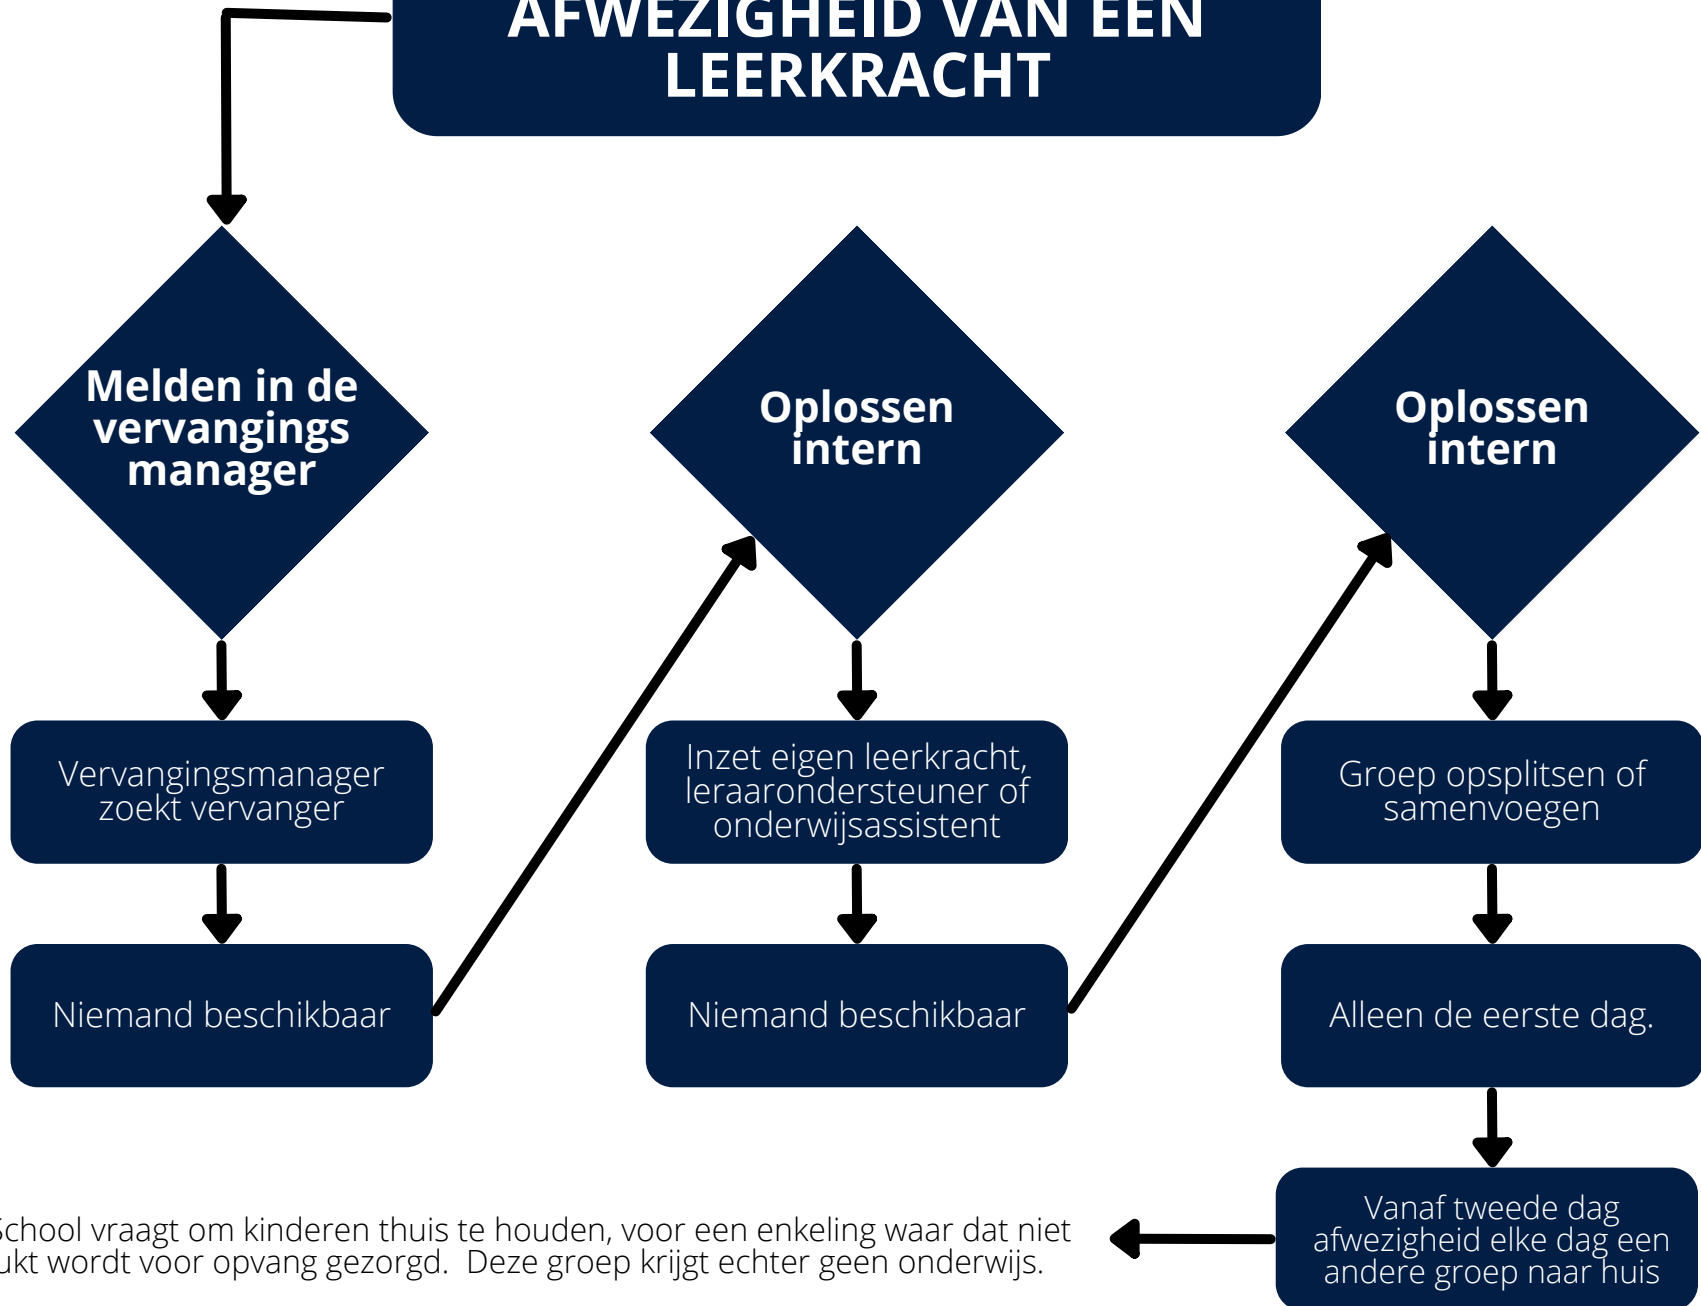 AFWEZIGHEID VAN EEN
LEERKRACHT
Melden in de
vervangings
manager
Vervangingsmanager
zoekt vervanger
Niemand beschikbaar
Oplossen
intern
Inzet eigen leerkracht,
leraarondersteuner of
onderwijsassistent
Niemand beschikbaar
Oplossen
intern
Groep opsplitsen of
samenvoegen
Alleen de eerste dag.
Vanaf tweede dag
afwezigheid elke dag een
andere groep naar huis
School vraagt om kinderen thuis te houden, voor een enkeling waar dat niet
ukt wordt voor opvang gezorgd. Deze groep krijgt echter geen onderwijs.